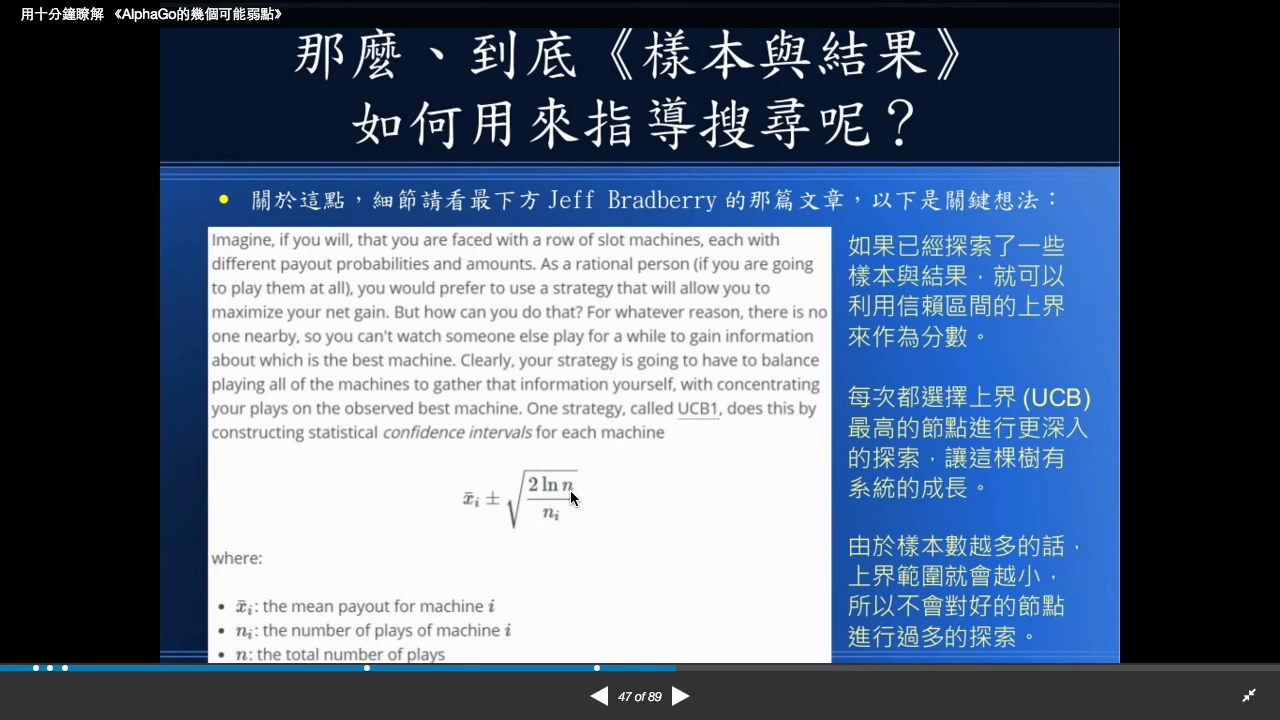 用十分鐘瞭解 《AlphaGo的幾個可能弱點》
那麼、到底《樣本與結果》
如何用來指導搜尋呢？
• 關於這點，細節請看最下方 Jeff Bradberry 的那篇文章，以下是關鍵想法：
Imagine, if you will, that you are faced with a row of slot machines, each with
different payout probabilities and amounts. As a rational person (if you are going
to play them at all), you would prefer to use a strategy that will allow you to
maximize your net gain. But how can you do that? For whatever reason, there is no
one nearby, so you can't watch someone else play for a while to gain information
about which is the best machine. Clearly, your strategy is going to have to balance
playing all of the machines to gather that information yourself, with concentrating
your plays on the observed best machine. One strategy, called UCB1, does this by
constructing statistical confidence intervals for each machine
x̄ᵢ ± √(2 ln n / nᵢ)
where:
• x̄ᵢ: the mean payout for machine i
• nᵢ: the number of plays of machine i
• n: the total number of plays
如果已經探索了一些
樣本與結果，就可以
利用信賴區間的上界
來作為分數。
每次都選擇上界 (UCB)
最高的節點進行更深入
的探索，讓這棵樹有
系統的成長。
由於樣本數越多的話，
上界範圍就會越小，
所以不會對好的節點
進行過多的探索。
47 of 89